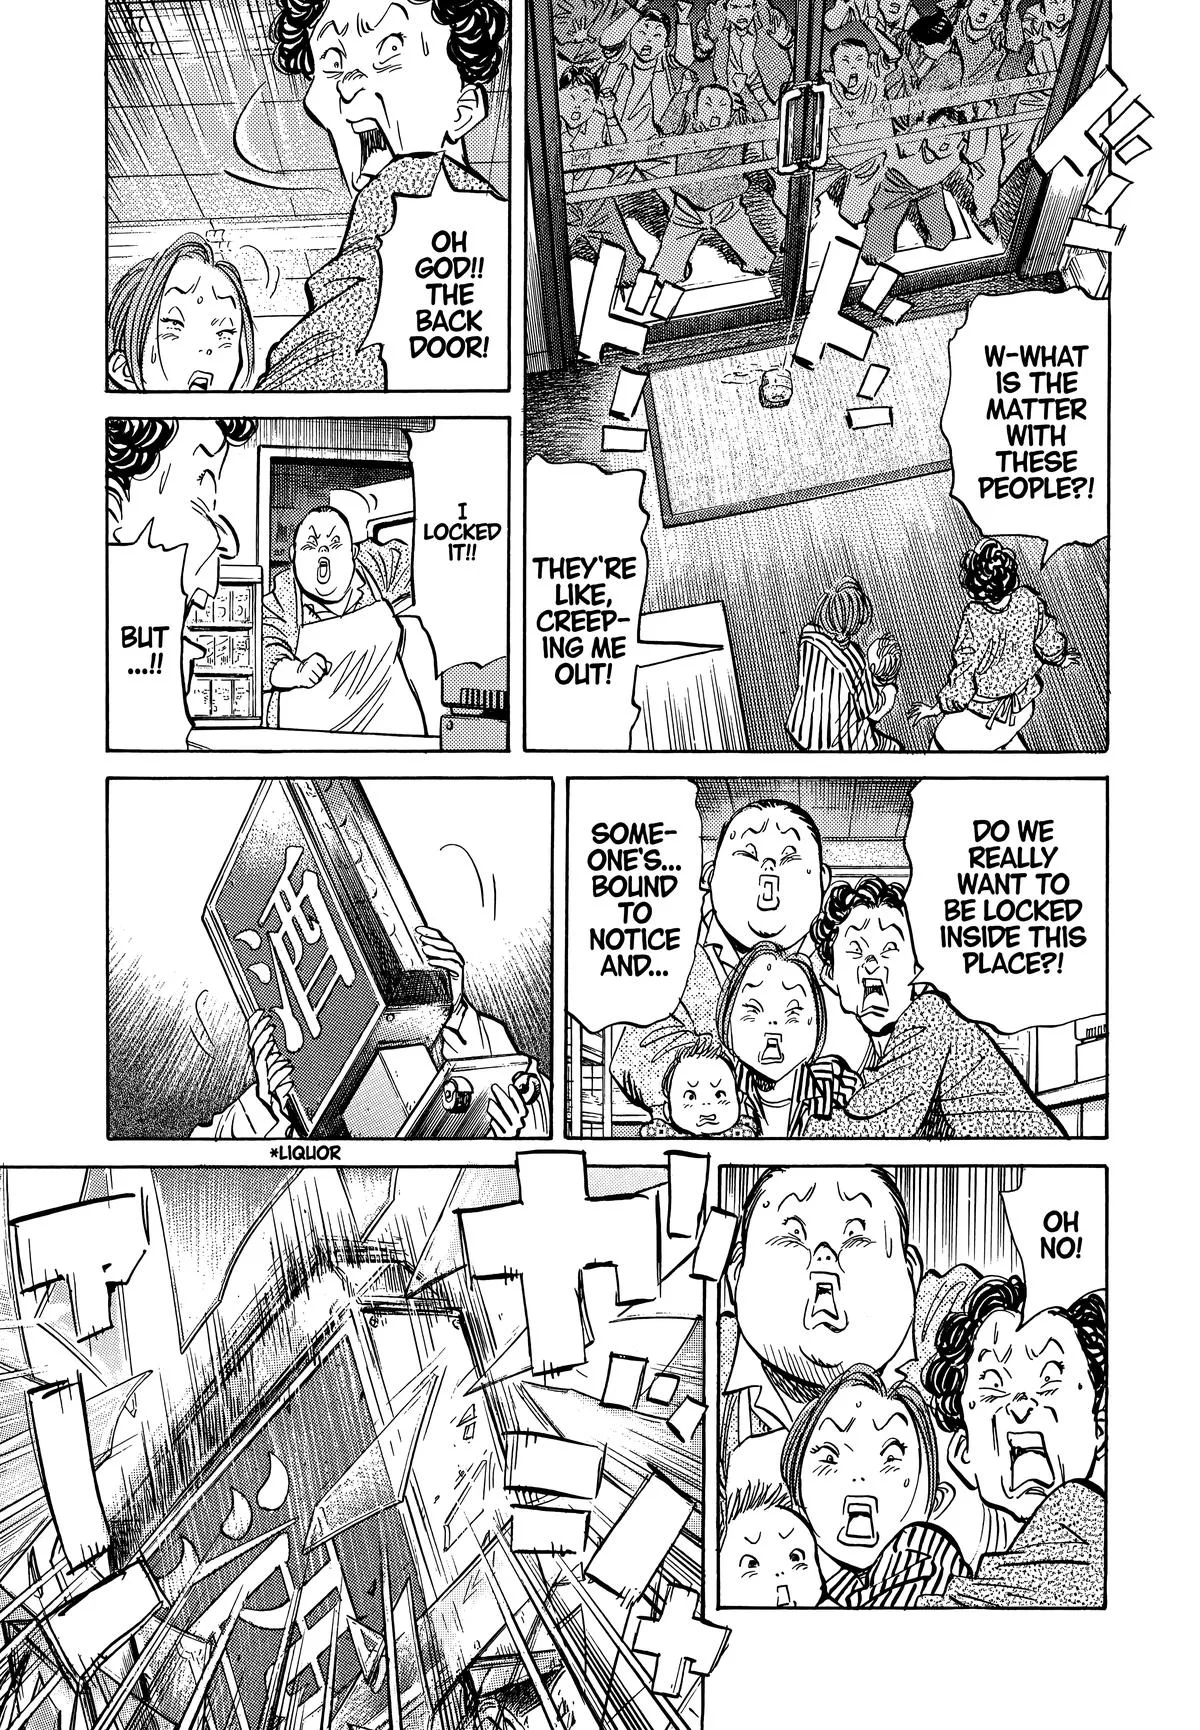 W-WHAT
IS THE
MATTER
WITH
THESE
PEOPLE?!
THEY'RE
LIKE,
CREEP-
ING ME
OUT!
OH
GOD!!
THE
BACK
DOOR!
I
LOCKED
IT!!
BUT
...!!
DO WE
REALLY
WANT TO
BE LOCKED
INSIDE THIS
PLACE?!
SOME-
ONE'S...
BOUND
TO
NOTICE
AND...
酒
*LIQUOR
OH
NO!